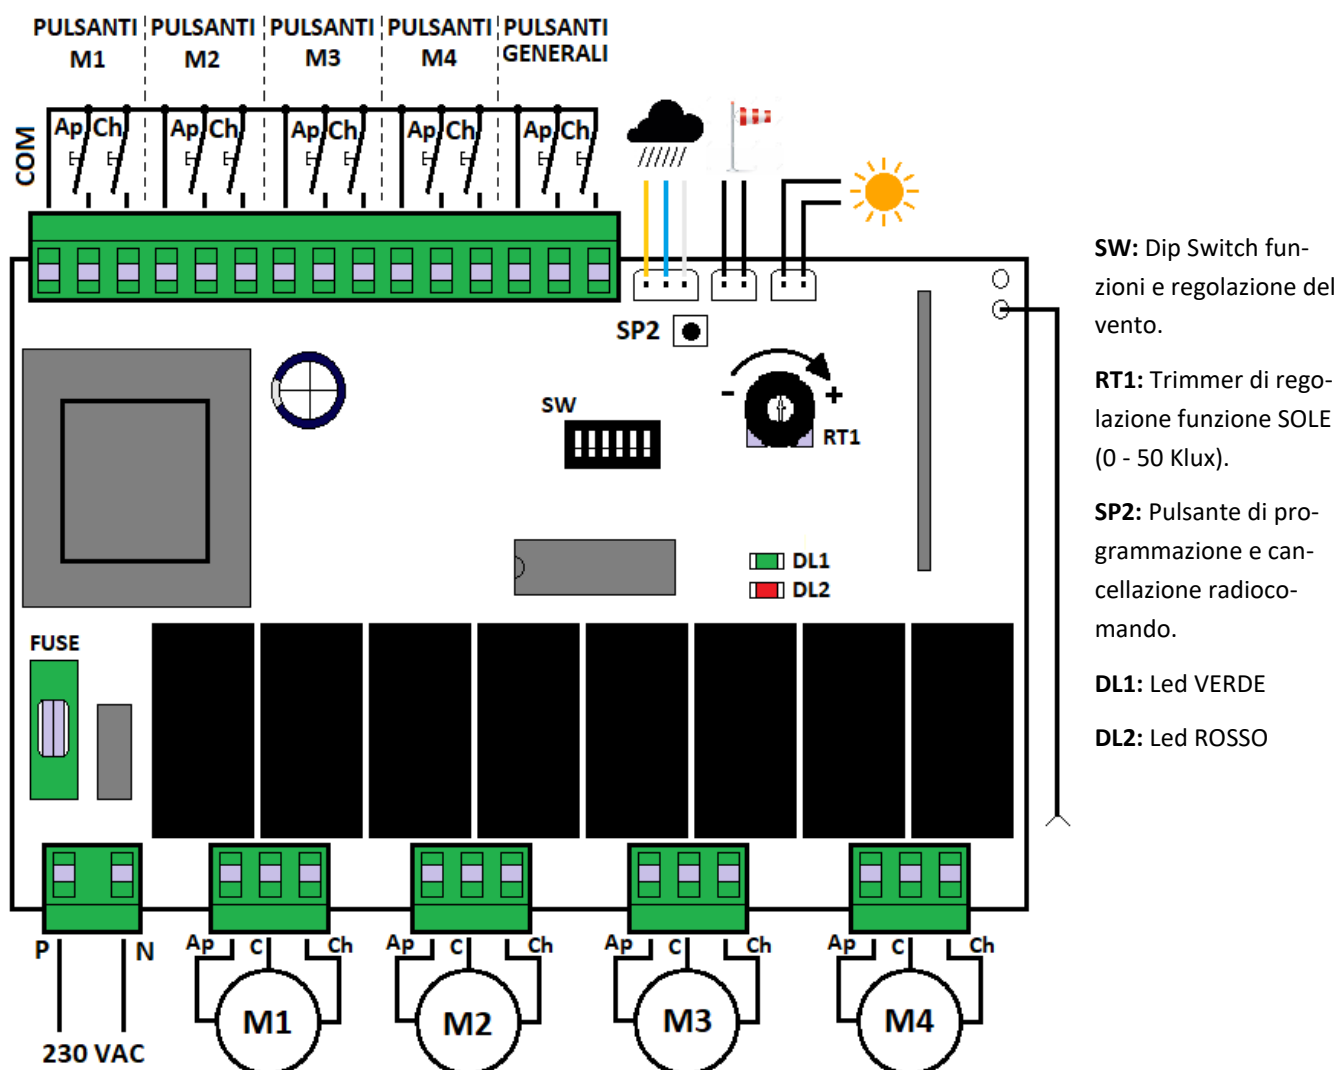 PULSANTI PULSANTI PULSANTI PULSANTI PULSANTI
M1 M2 M3 M4 GENERALI
COM
Ap Ch Ap Ch Ap Ch Ap Ch Ap Ch
SP2
SW
- +
RT1
DL1
DL2
FUSE
P N
Ap C Ch Ap C Ch Ap C Ch Ap C Ch
M1 M2 M3 M4
230 VAC
SW: Dip Switch fun-
zioni e regolazione del
vento.
RT1: Trimmer di rego-
lazione funzione SOLE
(0 - 50 Klux).
SP2: Pulsante di pro-
grammazione e can-
cellazione radioco-
mando.
DL1: Led VERDE
DL2: Led ROSSO